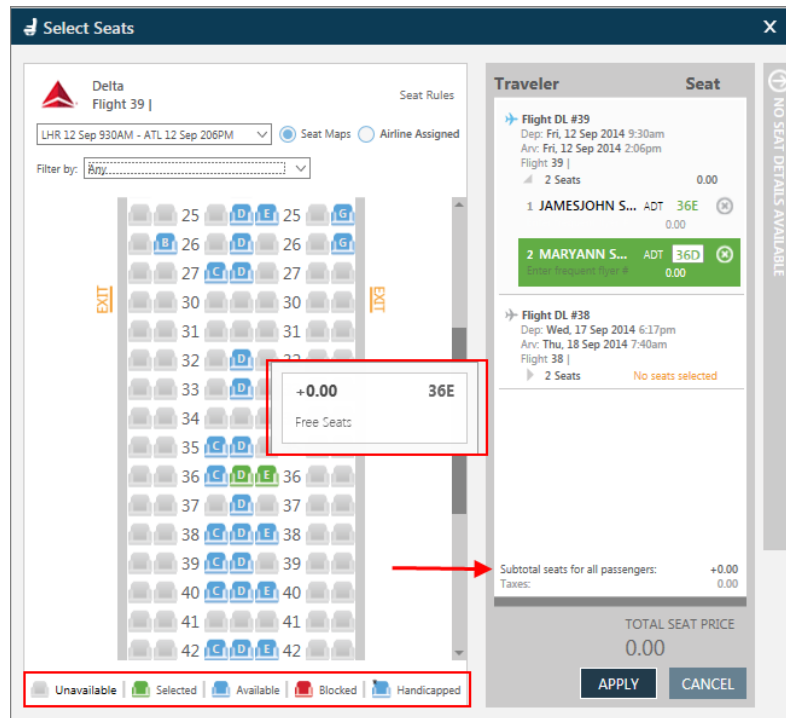 Select Seats X
Delta
Flight 39 |
Seat Rules
LHR 12 Sep 930AM - ATL 12 Sep 206PM Seat Maps Airline Assigned
Filter by: Any
25 D E 25 G
B 26 D 26 G
27 C D 27
EXIT 30 30 EXIT
31 31
32 D
33 D
34
35 C D
36 C D E 36
37 D 37
38 C D E 38
39 C D 39
40 C D E 40
41 41
42 C D E 42
+0.00 36E
Free Seats
Unavailable | Selected | Available | Blocked | Handicapped
Traveler Seat
Flight DL #39
Dep: Fri, 12 Sep 2014 9:30am
Arv: Fri, 12 Sep 2014 2:06pm
Flight 39 |
2 Seats 0.00
1 JAMESJOHN S... ADT 36E
0.00
2 MARYANN S... ADT 36D
Enter frequent flyer # 0.00
Flight DL #38
Dep: Wed, 17 Sep 2014 6:17pm
Arv: Thu, 18 Sep 2014 7:40am
Flight 38 |
2 Seats No seats selected
Subtotal seats for all passengers: +0.00
Taxes: 0.00
TOTAL SEAT PRICE
0.00
APPLY CANCEL
NO SEAT DETAILS AVAILABLE